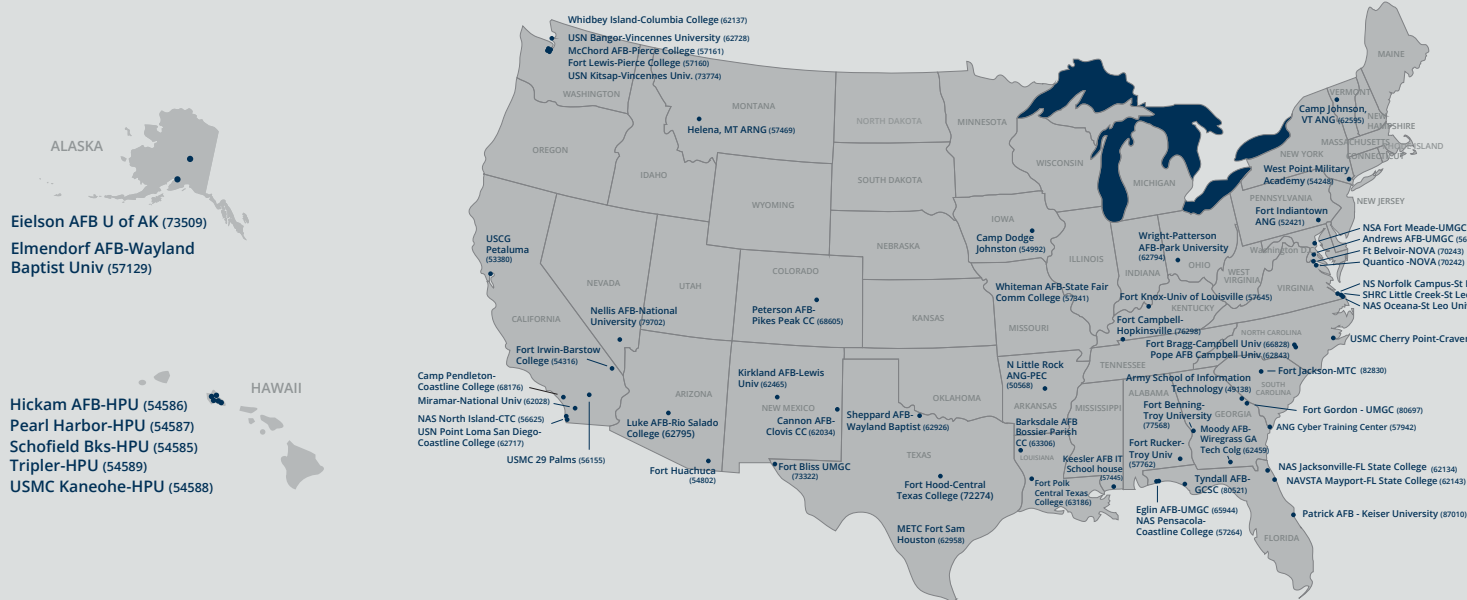 Whidbey Island-Columbia College (62137)
USN Bangor-Vincennes University (62728)
McChord AFB-Pierce College (57161)
Fort Lewis-Pierce College (57160)
USN Kitsap-Vincennes Univ. (73774)
WASHINGTON
MONTANA
Helena, MT ARNG (57469)
NORTH DAKOTA
MINNESOTA
OREGON
IDAHO
WYOMING
SOUTH DAKOTA
WISCONSIN
MICHIGAN
MAINE
VERMONT
Camp Johnson,
VT ANG (62595)
NEW
HAMPSHIRE
MASSACHUSETTS
RHODE ISLAND
CONNECTICUT
NEW YORK
West Point Military
Academy (54248)
PENNSYLVANIA
NEW JERSEY
Fort Indiantown
ANG (52421)
ALASKA
Eielson AFB U of AK (73509)
Elmendorf AFB-Wayland
Baptist Univ (57129)
HAWAII
Hickam AFB-HPU (54586)
Pearl Harbor-HPU (54587)
Schofield Bks-HPU (54585)
Tripler-HPU (54589)
USMC Kaneohe-HPU (54588)
USCG
Petaluma
(53380)
NEVADA
UTAH
COLORADO
NEBRASKA
IOWA
Camp Dodge
Johnston (54992)
ILLINOIS
INDIANA
Wright-Patterson
AFB-Park University
(62794)
OHIO
WEST
VIRGINIA
Washington D
VIRGINIA
NSA Fort Meade-UMGC
Andrews AFB-UMGC (56
Ft Belvoir-NOVA (70243)
Quantico -NOVA (70242)
NS Norfolk Campus-St
SHRC Little Creek-St Le
NAS Oceana-St Leo Uni
CALIFORNIA
Nellis AFB-National
University (79702)
Peterson AFB-
Pikes Peak CC (68605)
KANSAS
Whiteman AFB-State Fair
Comm College (57841)
MISSOURI
Fort Knox-Univ of Louisville (57645)
KENTUCKY
Fort Campbell-
Hopkinsville (76298)
NORTH CAROLINA
Fort Bragg-Campbell Univ (66828)
Pope AFB Campbell Univ (62843)
USMC Cherry Point-Craven
Fort Irwin-Barstow
College (54316)
Camp Pendleton-
Coastline College (68176)
Miramar-National Univ (62028)
NAS North Island-CTC (56625)
USN Point Loma San Diego-
Coastline College (62717)
USMC 29 Palms (56155)
ARIZONA
Luke AFB-Rio Salado
College (62795)
Fort Huachuca
(54802)
Kirkland AFB-Lewis
Univ (62465)
NEW MEXICO
Cannon AFB-
Clovis CC (62034)
Fort Bliss UMGC
(73322)
OKLAHOMA
Sheppard AFB-
Wayland Baptist (62926)
TEXAS
Fort Hood-Central
Texas College (72274)
METC Fort Sam
Houston (62958)
N Little Rock
ANG-PEC
(50568)
ARKANSAS
Barksdale AFB
Bossier Parish
CC (63306)
LOUISIANA
Fort Polk
Central Texas
College (63186)
TENNESSEE
MISSISSIPPI
Keesler AFB IT
School house
(57445)
ALABAMA
Army School of Information
Technology (49138)
Fort Benning-
Troy University
(77568)
Fort Rucker-
Troy Univ
(57762)
GEORGIA
Moody AFB-
Wiregrass GA
Tech Colg (62459)
SOUTH
CAROLINA
Fort Jackson-MTC (82830)
Fort Gordon - UMGC (80697)
ANG Cyber Training Center (57942)
NAS Jacksonville-FL State College (62134)
NAVSTA Mayport-FL State College (62143)
Tyndall AFB-
GCSC (80521)
Eglin AFB-UMGC (65944)
NAS Pensacola-
Coastline College (57264)
Patrick AFB - Keiser University (87010)
FLORIDA